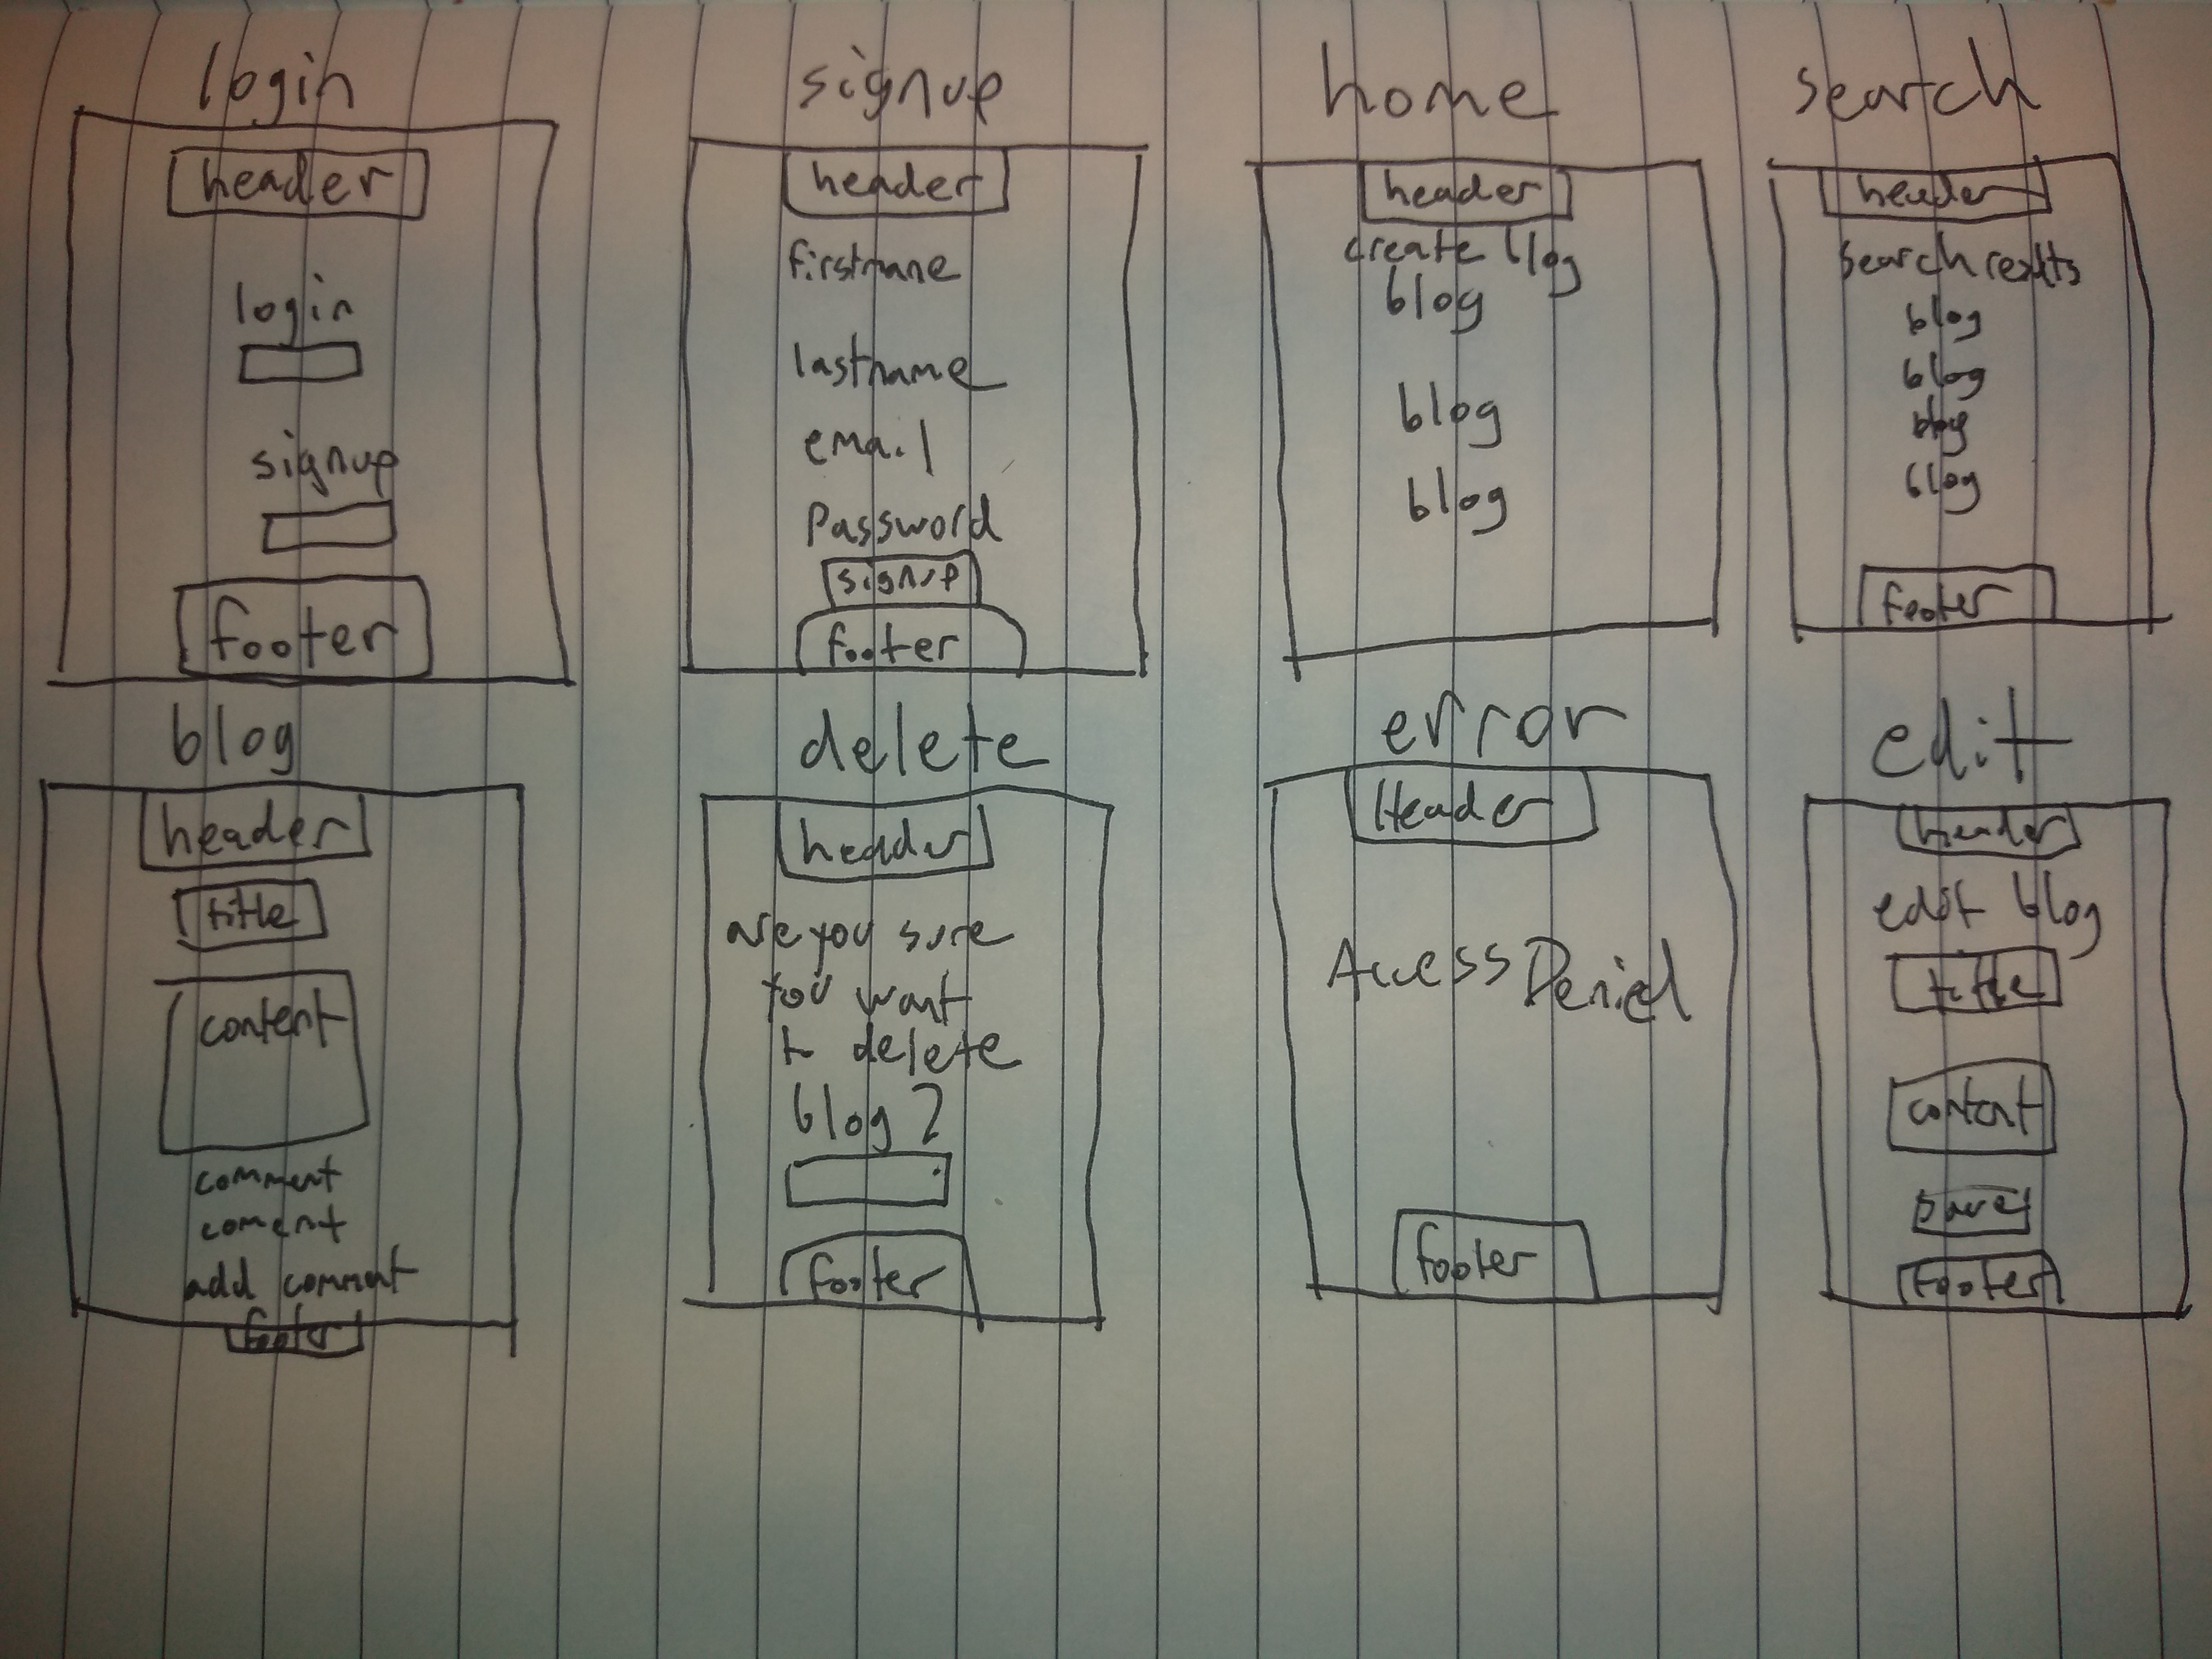 login
header
login
signup
footer
signup
header
firstname
lastname
email
Password
signup
footer
home
header
create blog
blog
blog
blog
search
header
search results
blog
blog
blog
blog
footer
blog
header
title
content
comment
coment
add comment
footer
delete
header
are you sure
you want
to delete
blog ?
footer
error
Header
Access Denied
footer
edit
header
edit blog
title
content
save
footer